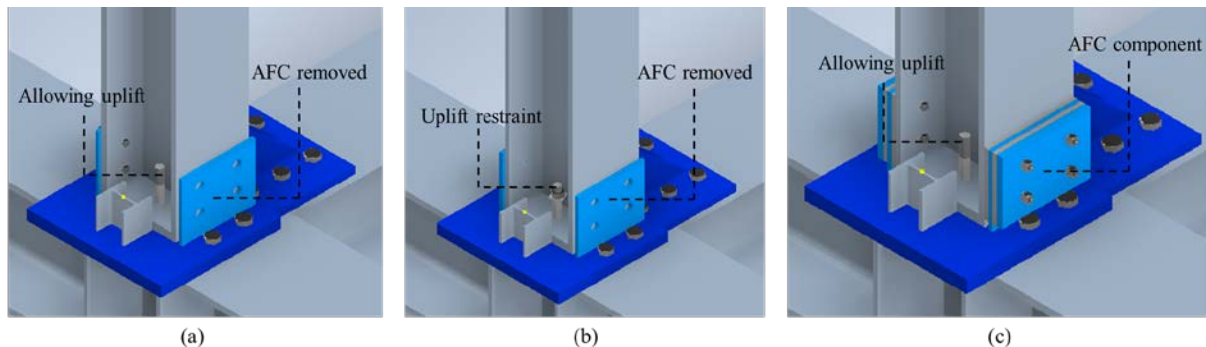 Allowing uplift
AFC removed
Uplift restraint
AFC removed
Allowing uplift
AFC component
(a)
(b)
(c)